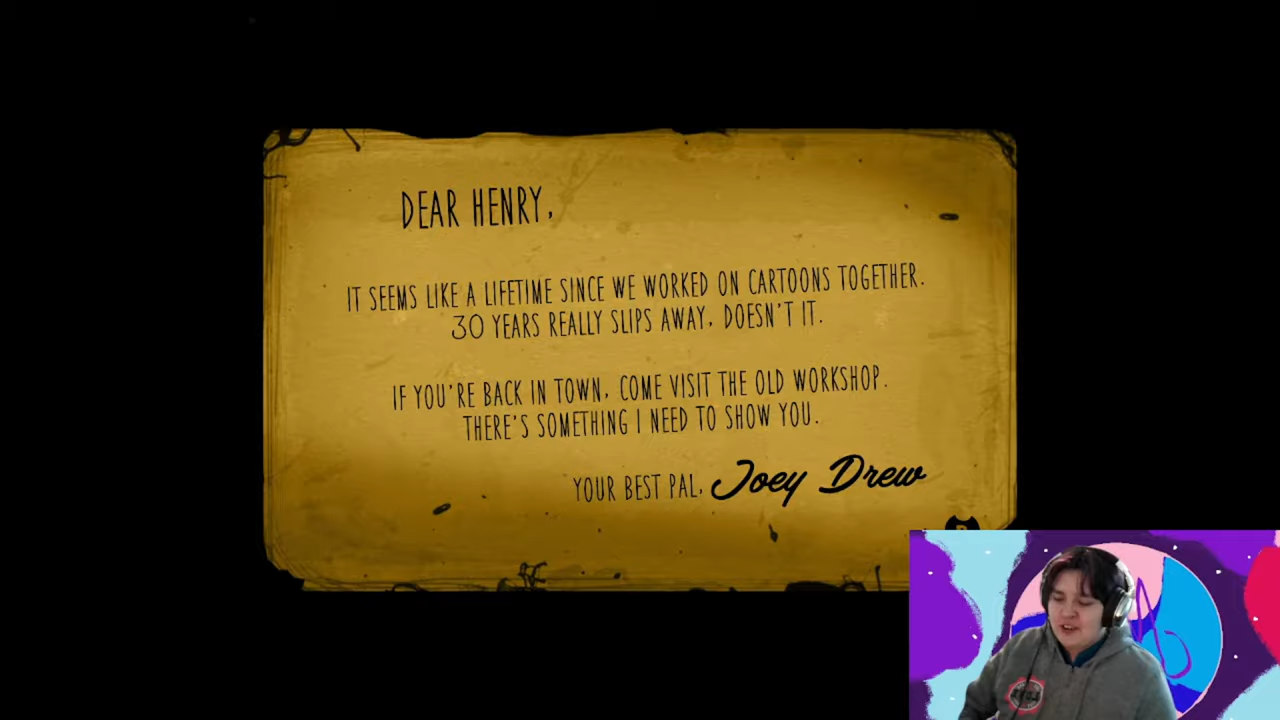 DEAR HENRY,
IT SEEMS LIKE A LIFETIME SINCE WE WORKED ON CARTOONS TOGETHER.
30 YEARS REALLY SLIPS AWAY, DOESN'T IT.
IF YOU'RE BACK IN TOWN, COME VISIT THE OLD WORKSHOP.
THERE'S SOMETHING I NEED TO SHOW YOU.
YOUR BEST PAL, Joey Drew